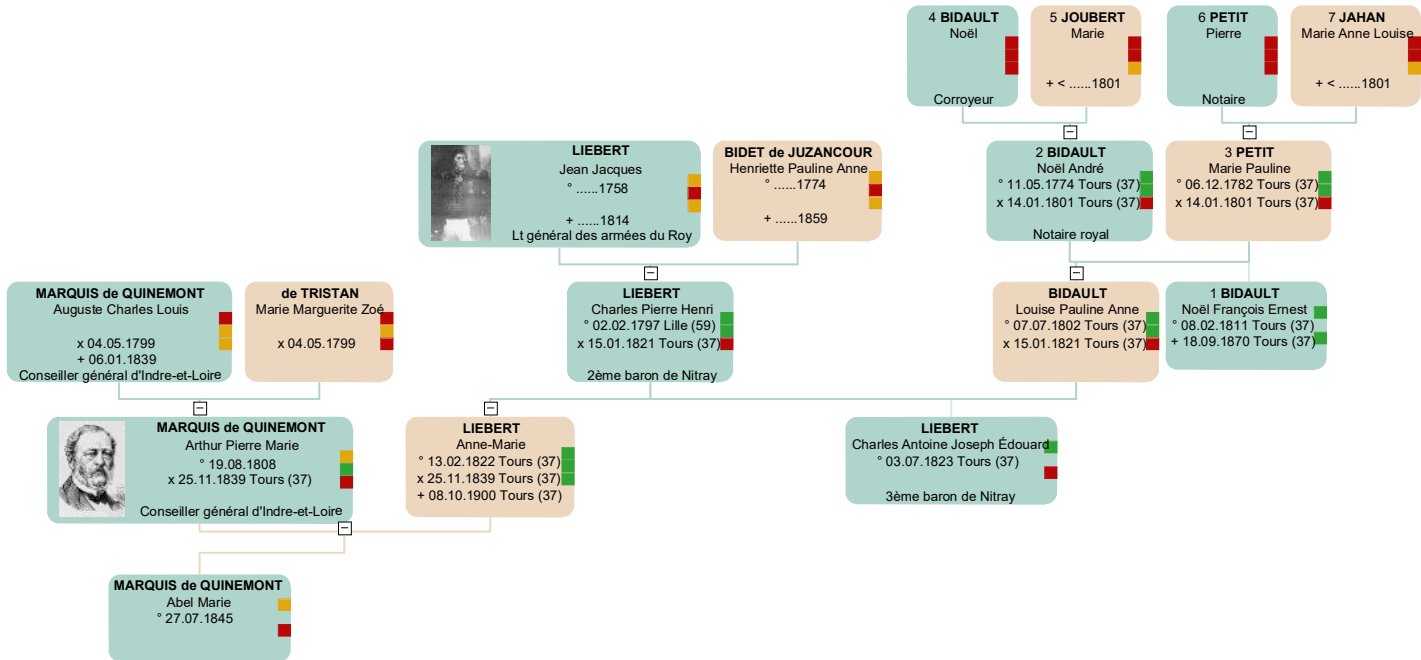 4 BIDAULT
Noël
Corroyeur
5 JOUBERT
Marie
+ < ......1801
6 PETIT
Pierre
Notaire
7 JAHAN
Marie Anne Louise
+ < ......1801
LIEBERT
Jean Jacques
° ......1758
+ ......1814
Lt général des armées du Roy
BIDET de JUZANCOUR
Henriette Pauline Anne
° ......1774
+ ......1859
2 BIDAULT
Noël André
° 11.05.1774 Tours (37)
x 14.01.1801 Tours (37)
Notaire royal
3 PETIT
Marie Pauline
° 06.12.1782 Tours (37)
x 14.01.1801 Tours (37)
MARQUIS de QUINEMONT
Auguste Charles Louis
x 04.05.1799
+ 06.01.1839
Conseiller général d'Indre-et-Loire
de TRISTAN
Marie Marguerite Zoé
x 04.05.1799
LIEBERT
Charles Pierre Henri
° 02.02.1797 Lille (59)
x 15.01.1821 Tours (37)
2ème baron de Nitray
BIDAULT
Louise Pauline Anne
° 07.07.1802 Tours (37)
x 15.01.1821 Tours (37)
1 BIDAULT
Noël François Ernest
° 08.02.1811 Tours (37)
+ 18.09.1870 Tours (37)
MARQUIS de QUINEMONT
Arthur Pierre Marie
° 19.08.1808
x 25.11.1839 Tours (37)
Conseiller général d'Indre-et-Loire
LIEBERT
Anne-Marie
° 13.02.1822 Tours (37)
x 25.11.1839 Tours (37)
+ 08.10.1900 Tours (37)
LIEBERT
Charles Antoine Joseph Édouard
° 03.07.1823 Tours (37)
3ème baron de Nitray
MARQUIS de QUINEMONT
Abel Marie
° 27.07.1845